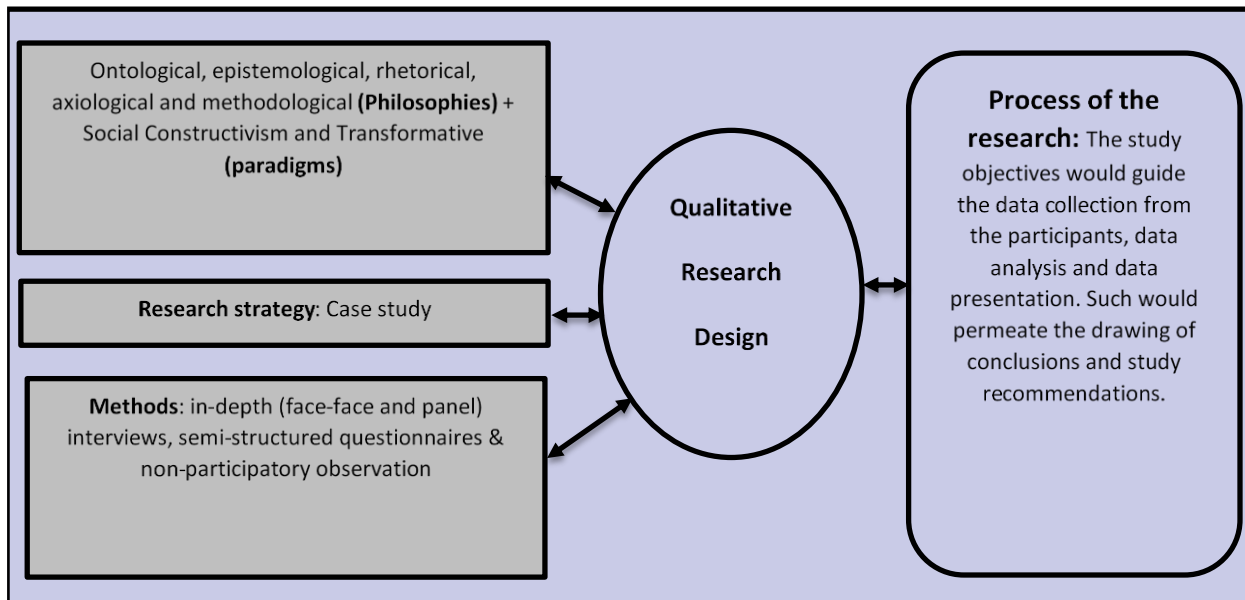 Ontological, epistemological, rhetorical,
axiological and methodological (Philosophies) +
Social Constructivism and Transformative
(paradigms)
Research strategy: Case study
Methods: in-depth (face-face and panel)
interviews, semi-structured questionnaires &
non-participatory observation
Qualitative
Research
Design
Process of the
research: The study
objectives would guide
the data collection from
the participants, data
analysis and data
presentation. Such would
permeate the drawing of
conclusions and study
recommendations.